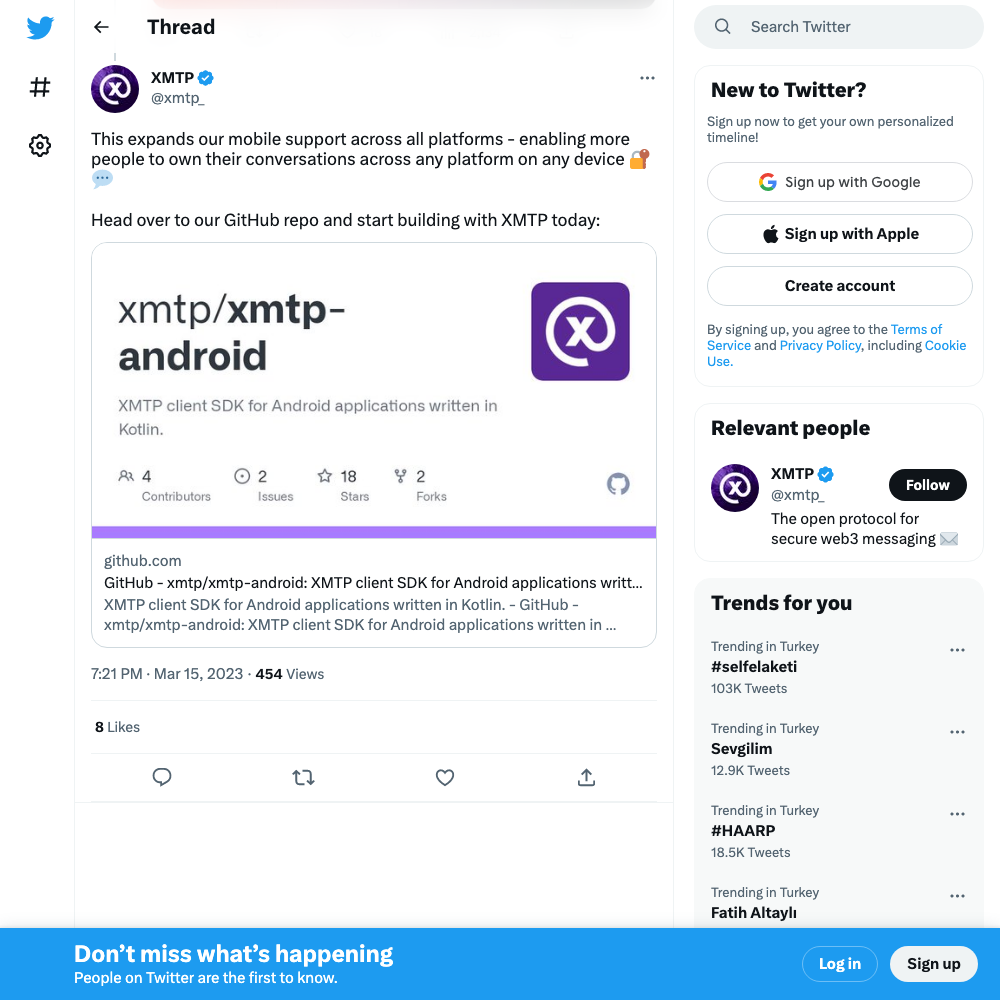 Thread
XMTP
@xmtp_
This expands our mobile support across all platforms - enabling more
people to own their conversations across any platform on any device 🔐
💬
Head over to our GitHub repo and start building with XMTP today:
xmtp/xmtp-
android
XMTP client SDK for Android applications written in
Kotlin.
4
Contributors
2
Issues
18
Stars
2
Forks
github.com
GitHub - xmtp/xmtp-android: XMTP client SDK for Android applications writt...
XMTP client SDK for Android applications written in Kotlin. - GitHub -
xmtp/xmtp-android: XMTP client SDK for Android applications written in ...
7:21 PM · Mar 15, 2023 · 454 Views
8 Likes
Search Twitter
New to Twitter?
Sign up now to get your own personalized
timeline!
Sign up with Google
Sign up with Apple
Create account
By signing up, you agree to the Terms of
Service and Privacy Policy, including Cookie
Use.
Relevant people
XMTP
@xmtp_
Follow
The open protocol for
secure web3 messaging ✉️
Trends for you
Trending in Turkey
#selfelaketi
103K Tweets
Trending in Turkey
Sevgilim
12.9K Tweets
Trending in Turkey
#HAARP
18.5K Tweets
Trending in Turkey
Fatih Altaylı
Don't miss what's happening
People on Twitter are the first to know.
Log in
Sign up